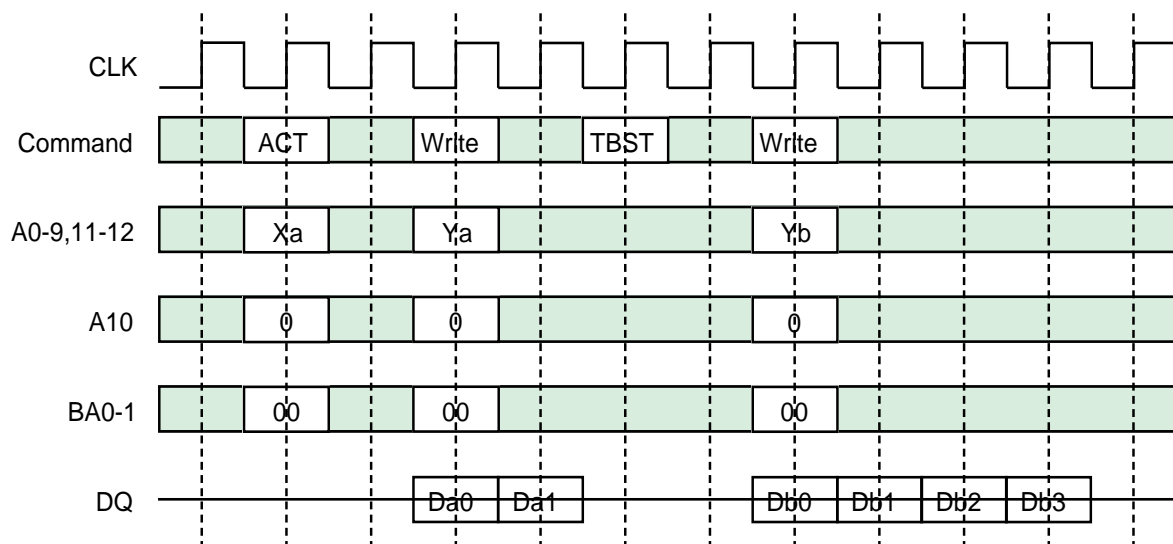 CLK
Command ACT Write TBST Write
A0-9,11-12 Xa Ya Yb
A10 0 0 0
BA0-1 00 00 00
DQ Da0 Da1 Db0 Db1 Db2 Db3